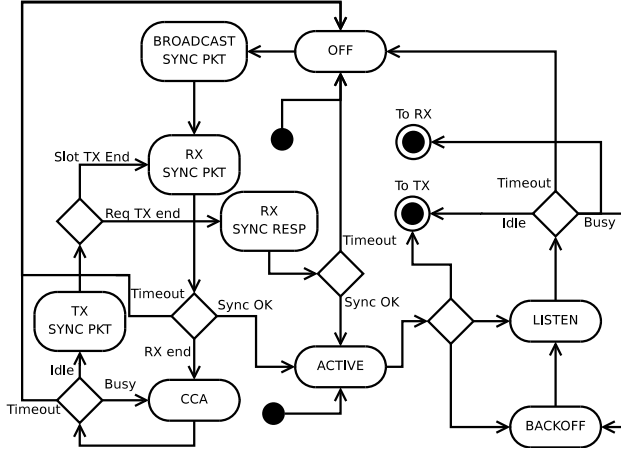 BROADCAST
SYNC PKT
OFF
To RX
Slot TX End
RX
SYNC PKT
To TX
Timeout
Req TX end
RX
SYNC RESP
Idle
Busy
Timeout
Timeout
Sync OK
Sync OK
TX
SYNC PKT
LISTEN
RX end
Idle
ACTIVE
Timeout
Busy
CCA
BACKOFF